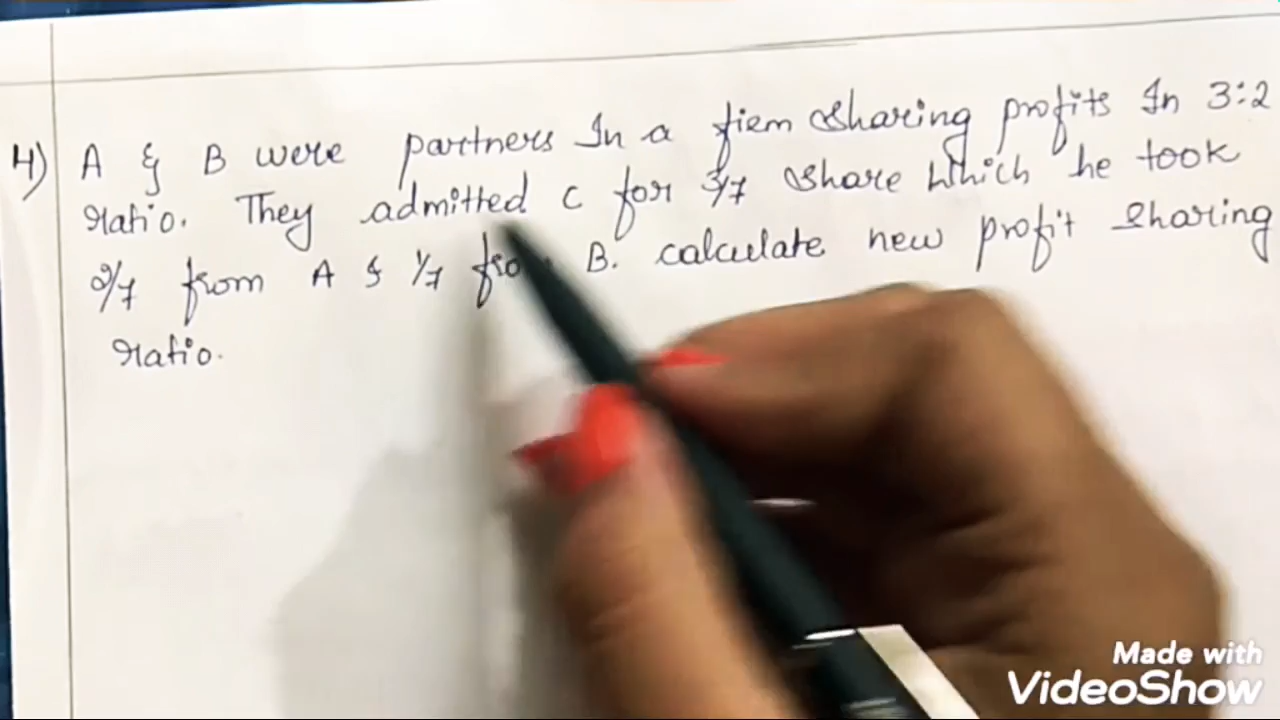 4) A & B were partners In a firm sharing profits In 3:2
ratio. They admitted C for 3/7 share which he took
2/7 from A & 1/7 from B. calculate new profit sharing
ratio.
Made with
VideoShow